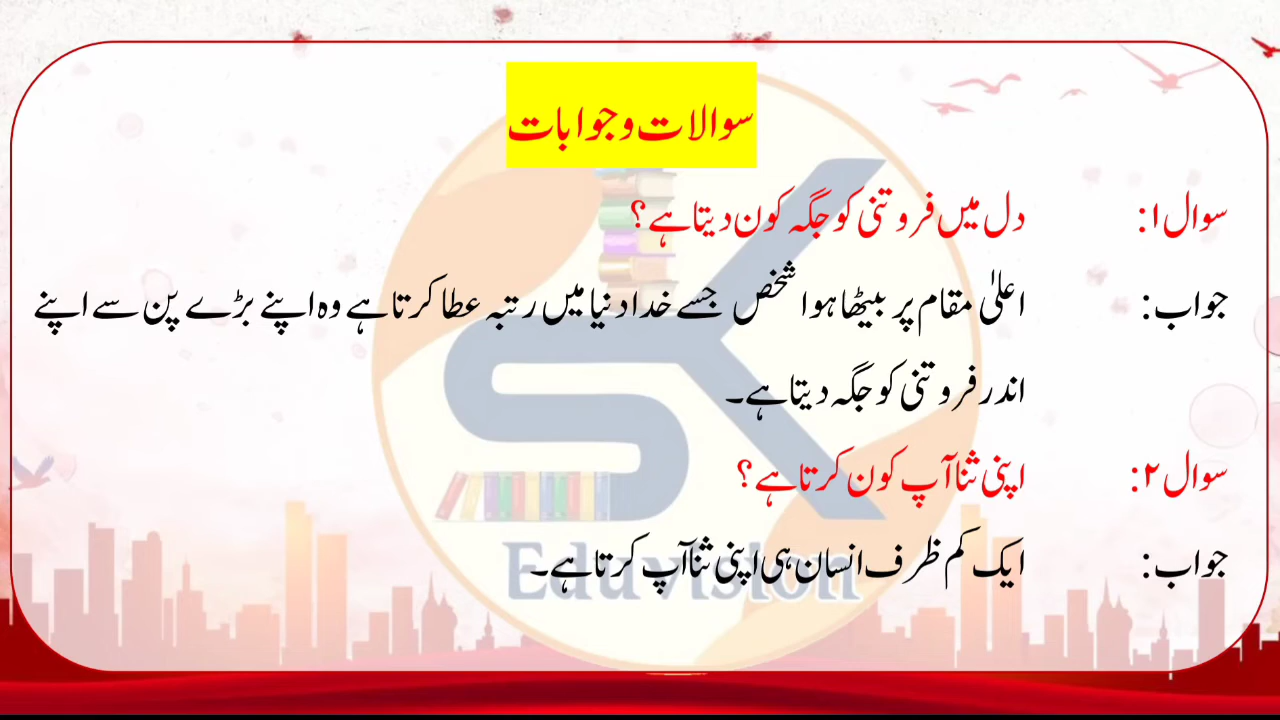 سوالات و جوابات
سوال ۱: دل میں فروتنی کو جگہ کون دیتا ہے؟
جواب: اعلیٰ مقام پر بیٹھا ہوا شخص جسے خدا دنیا میں رتبہ عطا کرتا ہے وہ اپنے بڑے پن سے اپنے
اندر فروتنی کو جگہ دیتا ہے۔
سوال ۲: اپنی ثنا آپ کون کرتا ہے؟
جواب: ایک کم ظرف انسان ہی اپنی ثنا آپ کرتا ہے۔
SK
Eduvision